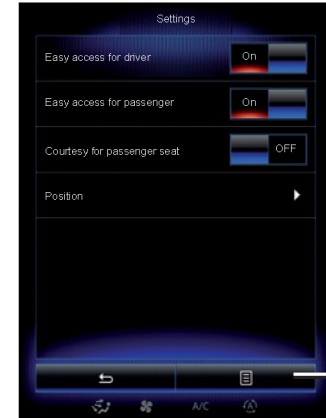 Settings
Easy access for driver On
Easy access for passenger On
Courtesy for passenger seat OFF
Position
A/C
A